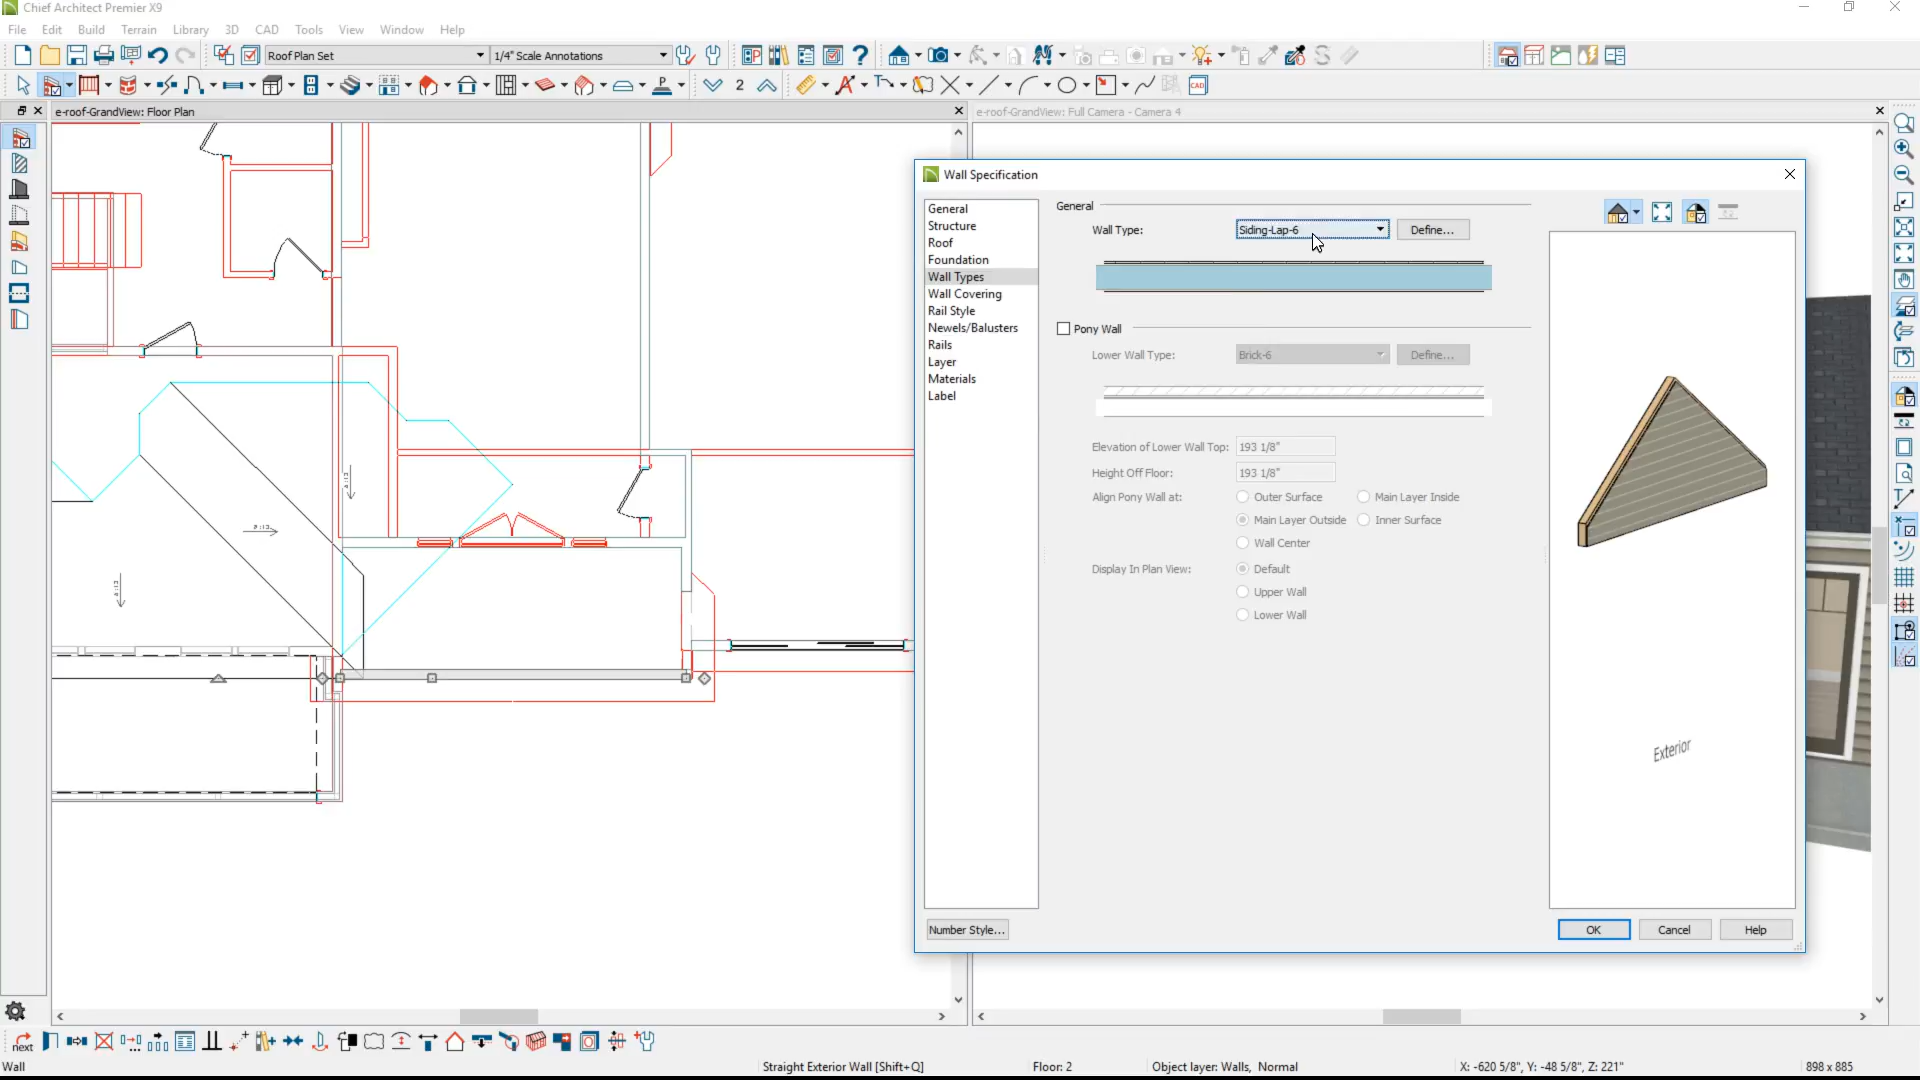 Chief Architect Premier X9
File Edit Build Terrain Library 3D CAD Tools View Window Help
Roof Plan Set 1/4" Scale Annotations
2 P CAD
e-roof-GrandView: Floor Plan e-roof-GrandView: Full Camera - Camera 4
Wall Specification
General
Structure
Roof
Foundation
Wall Types
Wall Covering
Rail Style
Newels/Balusters
Rails
Layer
Materials
Label
General
Wall Type: Siding-Lap-6 Define...
Pony Wall
Lower Wall Type: Brick-6 Define...
Elevation of Lower Wall Top: 193 1/8"
Height Off Floor: 193 1/8"
Align Pony Wall at: Outer Surface Main Layer Inside
Main Layer Outside Inner Surface
Wall Center
Display In Plan View: Default
Upper Wall
Lower Wall
Exterior
Number Style... OK Cancel Help
next
Wall Straight Exterior Wall [Shift+Q] Floor: 2 Object layer: Walls, Normal X: -620 5/8", Y: -48 5/8", Z: 221" 898 x 885